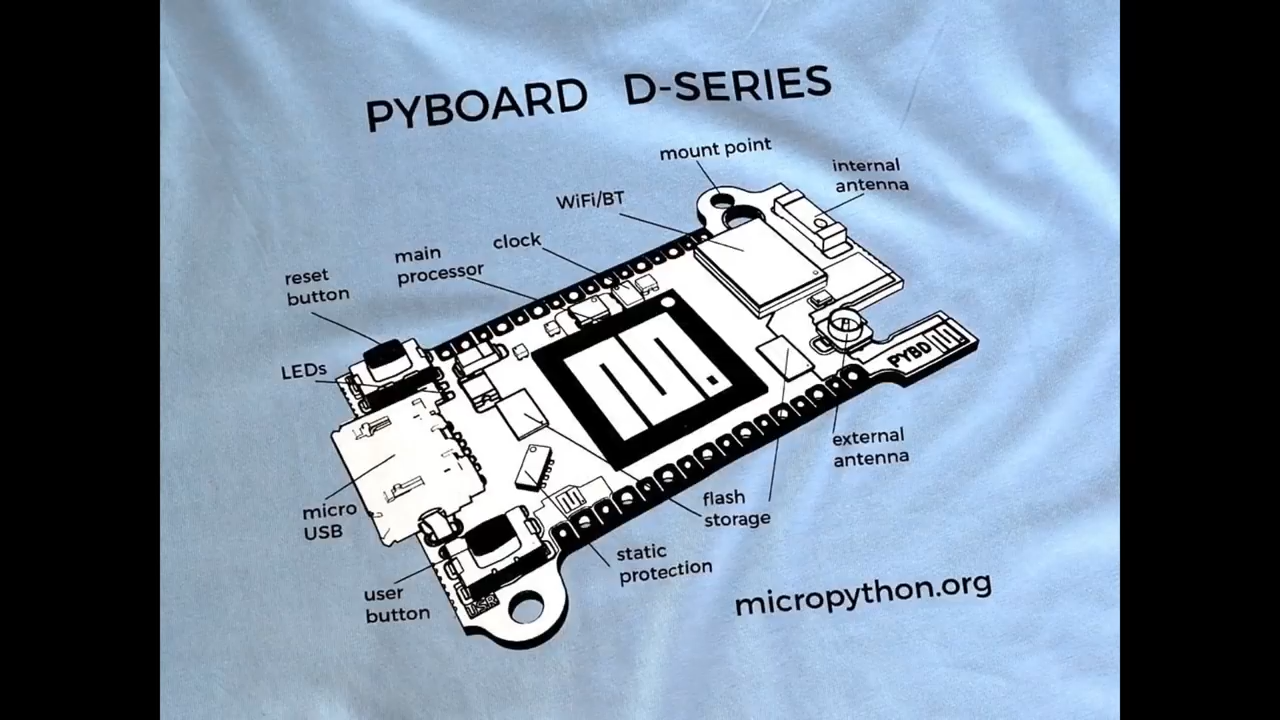 PYBOARD D-SERIES
mount point
internal
antenna
WiFi/BT
clock
main
processor
reset
button
LEDs
PYBD
external
antenna
micro
USB
flash
storage
static
protection
user
button
USR
micropython.org